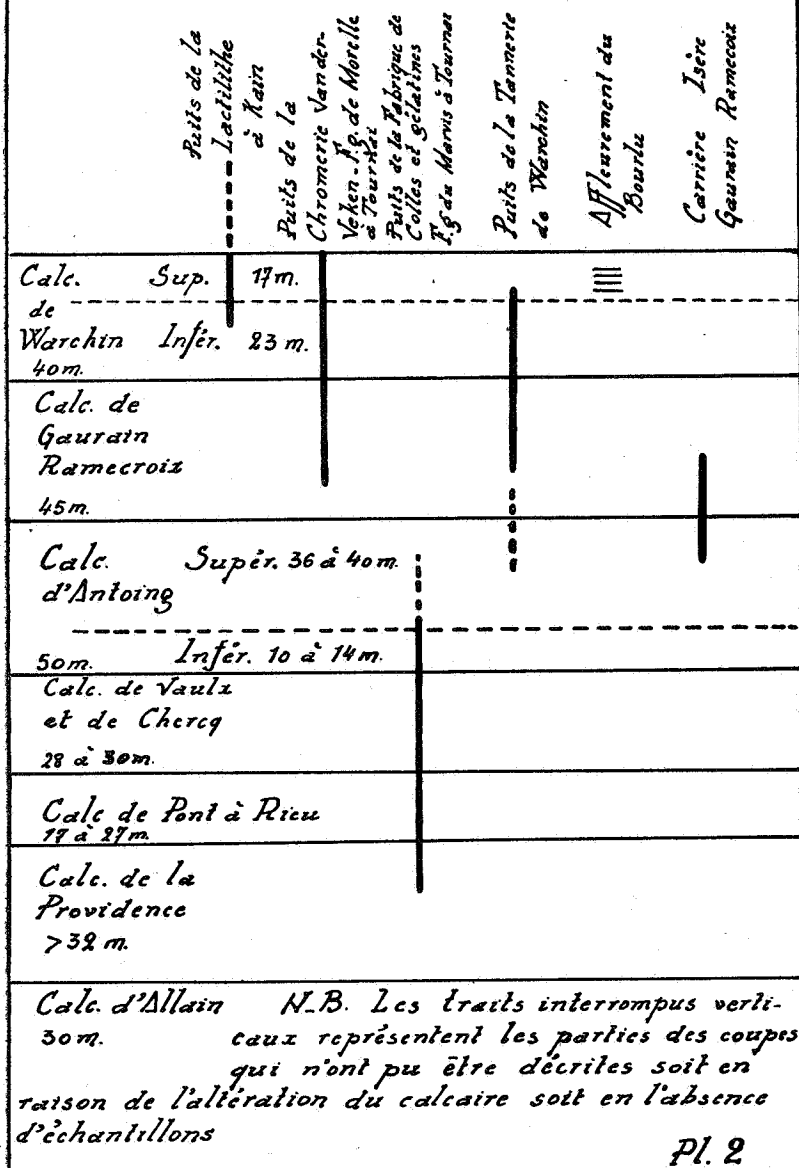 Puits de la
Lactilithe
à Kain
Puits de la
Chromerie Vander-
Veken-F.g. de Morelle
à Tournai
Puits de la Fabrique de
Colles et gélatines
F.g du Marvis à Tournai
Puits de la Tannerie
de Warchin
Affleurement du
Bourlu
Carrière Isère
Gaurain Ramecoix
Calc. Sup. 17m.
de
Warchin Infér. 23 m.
40m.
Calc. de
Gaurain
Ramecroix
45m.
Calc. Supér. 36 à 40m.
d'Antoing
50m. Infér. 10 à 14m.
Calc. de Vaulx
et de Chercq
28 à 30m.
Calc de Pont à Rieu
17 à 27m.
Calc. de la
Providence
>32 m.
Calc. d'Allain N_B. Les traits interrompus verti-
30m. caux représentent les parties des coupes
qui n'ont pu être décrites soit en
raison de l'altération du calcaire soit en l'absence
d'échantillons
Pl. 2